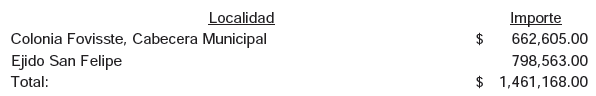 Localidad Importe
Colonia Fovisste, Cabecera Municipal $ 662,605.00
Ejido San Felipe 798,563.00
Total: $ 1,461,168.00